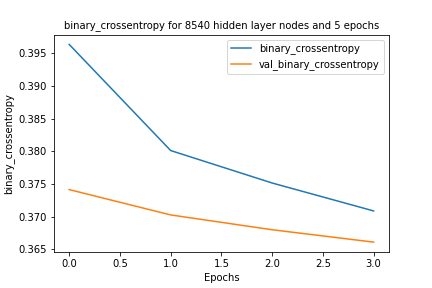 binary_crossentropy for 8540 hidden layer nodes and 5 epochs
binary_crossentropy
val_binary_crossentropy
binary_crossentropy
0.395
0.390
0.385
0.380
0.375
0.370
0.365
0.0 0.5 1.0 1.5 2.0 2.5 3.0
Epochs